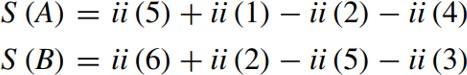 S (A) = ii (5) + ii (1) − ii (2) − ii (4)
S (B) = ii (6) + ii (2) − ii (5) − ii (3)